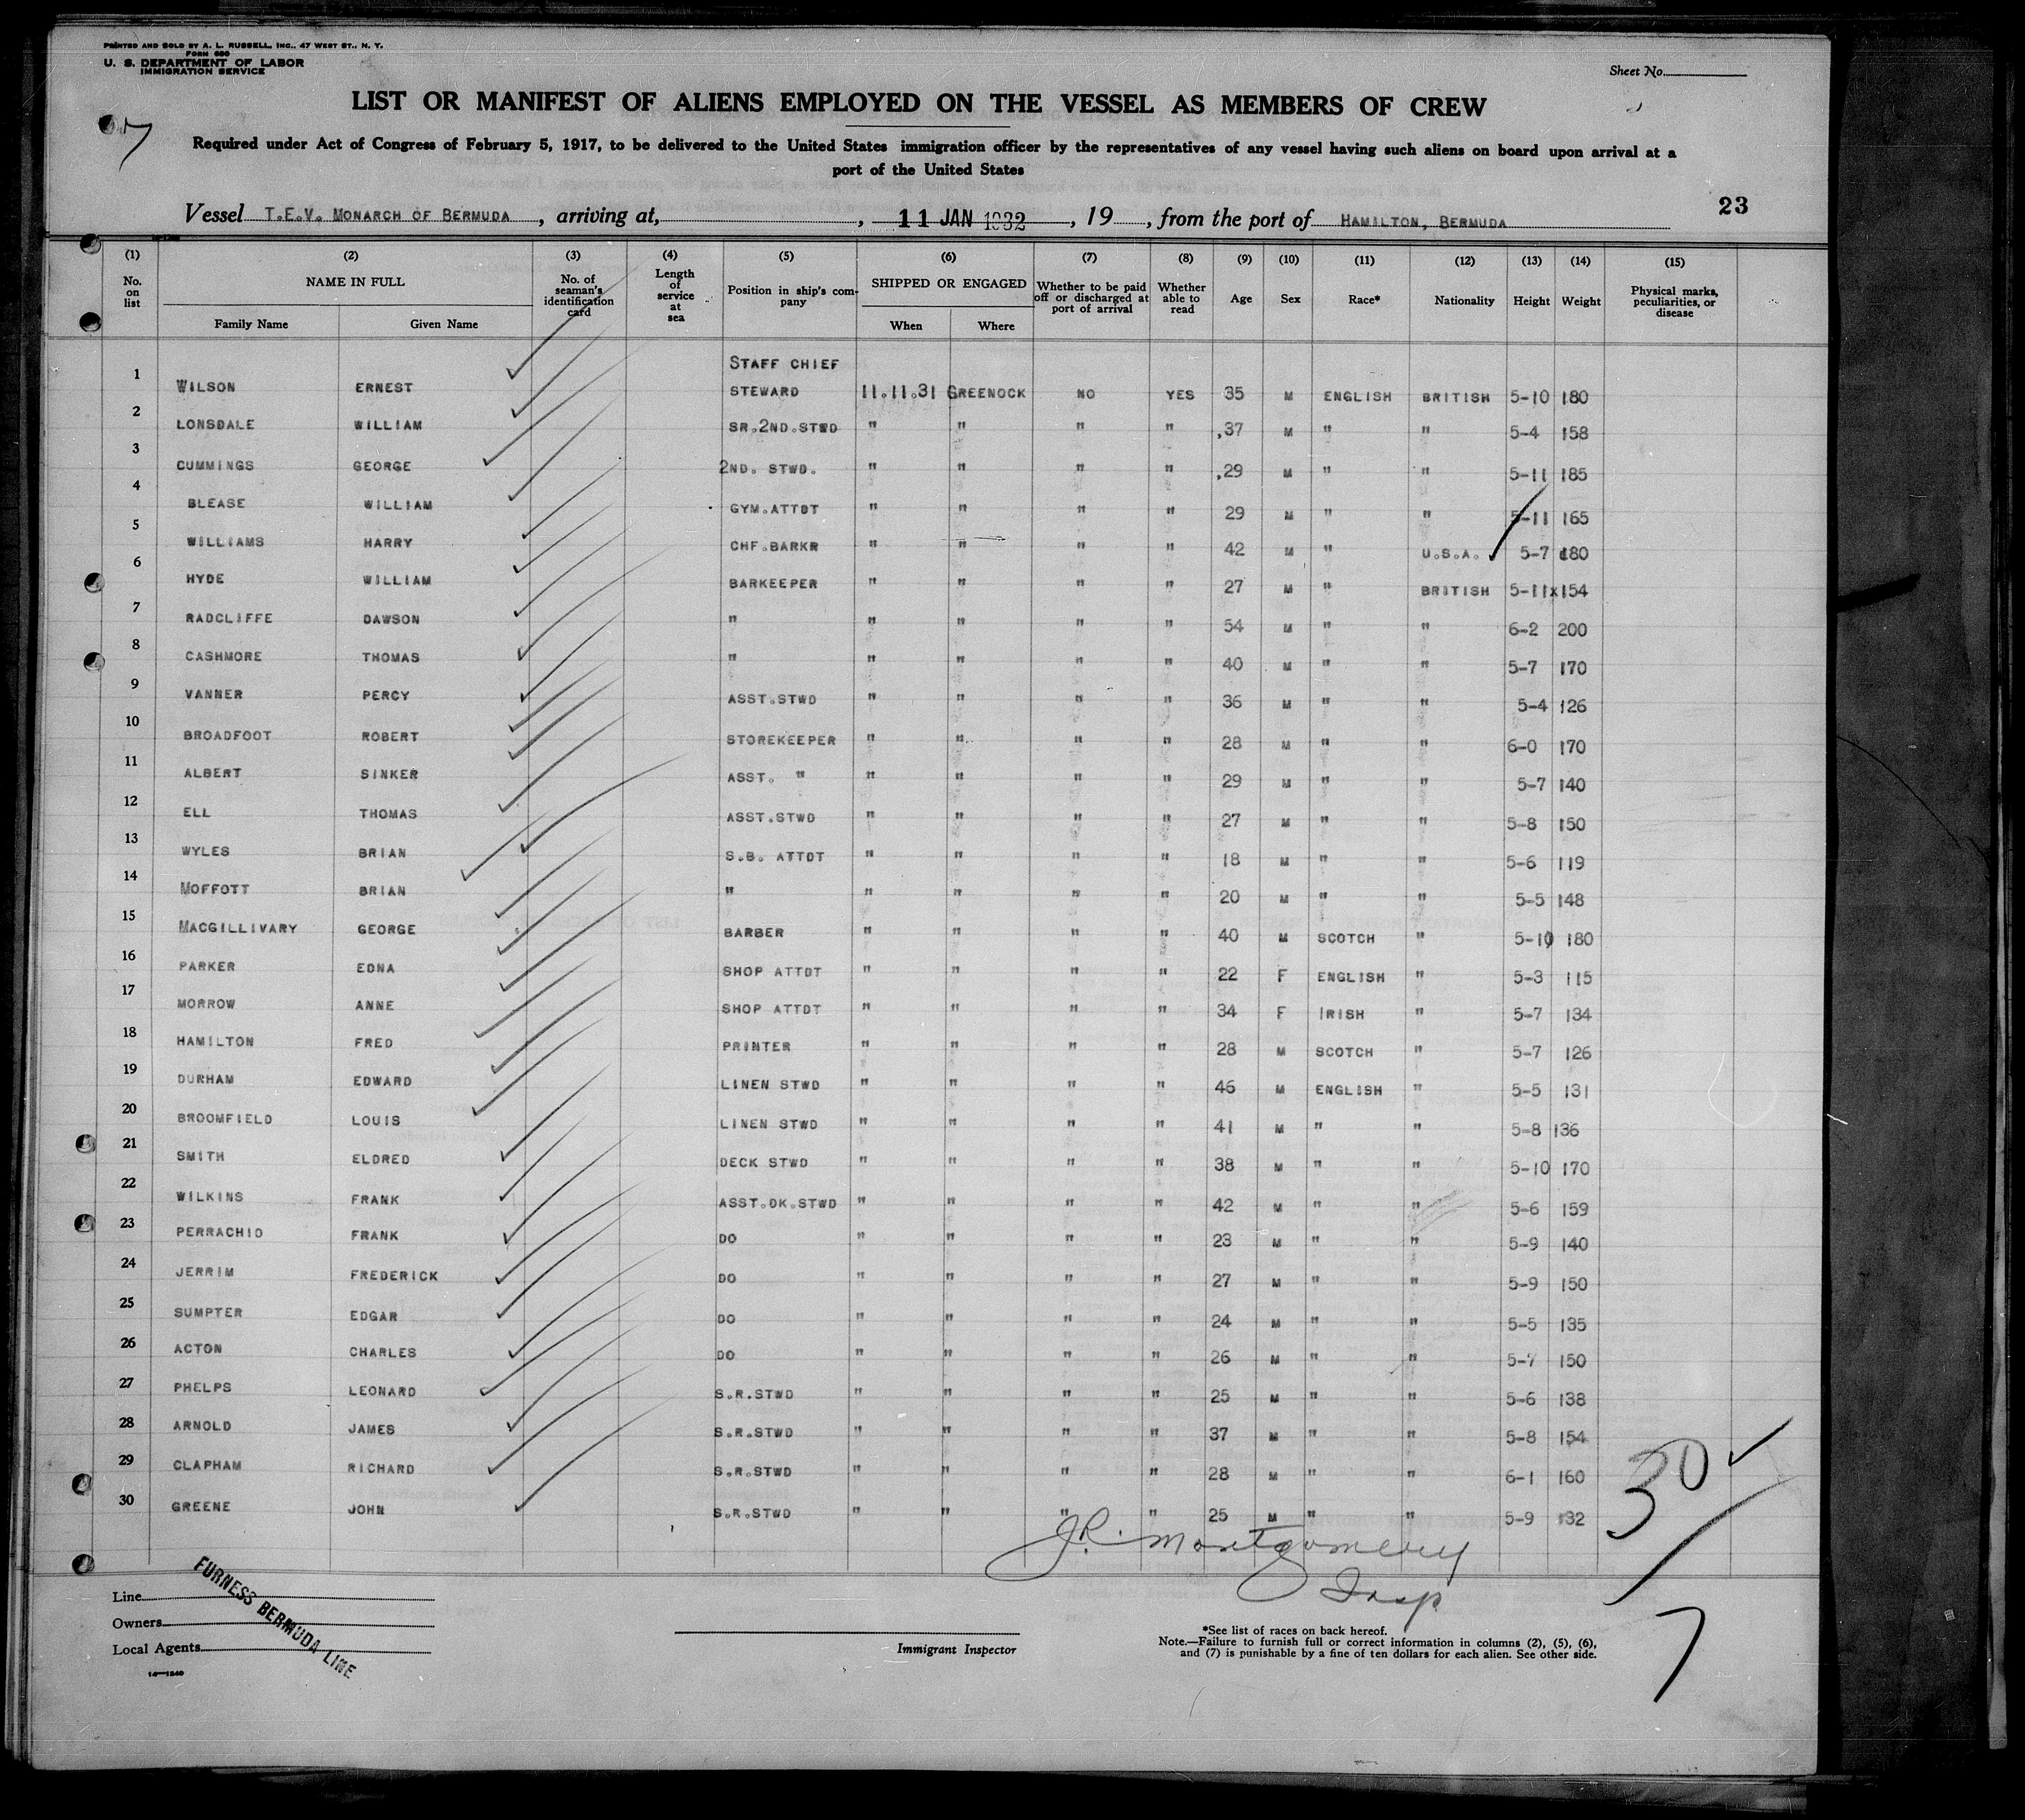 PRINTED AND SOLD BY A. L. RUSSELL, INC., 47 WEST ST., N. Y.
FORM 680
U. S. DEPARTMENT OF LABOR
IMMIGRATION SERVICE
Sheet No.
LIST OR MANIFEST OF ALIENS EMPLOYED ON THE VESSEL AS MEMBERS OF CREW
7
Required under Act of Congress of February 5, 1917, to be delivered to the United States immigration officer by the representatives of any vessel having such aliens on board upon arrival at a
port of the United States
23
Vessel T.E.V. MONARCH OF BERMUDA, arriving at, , 11 JAN 1932, 19 , from the port of HAMILTON, BERMUDA
(1) (2) (3) (4) (5) (6) (7) (8) (9) (10) (11) (12) (13) (14) (15)
No. on list NAME IN FULL No. of seaman's identification card Length of service at sea Position in ship's company SHIPPED OR ENGAGED Whether to be paid off or discharged at port of arrival Whether able to read Age Sex Race* Nationality Height Weight Physical marks, peculiarities, or disease
Family Name Given Name When Where
1 WILSON ERNEST STAFF CHIEF STEWARD 11.11.31 GREENOCK NO YES 35 M ENGLISH BRITISH 5-10 180
2 LONSDALE WILLIAM SR.2ND.STWD " " " " 37 M " " 5-4 158
3 CUMMINGS GEORGE 2ND. STWD. " " " " 29 M " " 5-11 185
4 BLEASE WILLIAM GYM.ATTDT " " " " 29 M " " 5-11 165
5 WILLIAMS HARRY CHF.BARKR " " " " 42 M " U.S.A. 5-7 180
6 HYDE WILLIAM BARKEEPER " " " " 27 M " BRITISH 5-11x154
7 RADCLIFFE DAWSON " " " " " 54 M " " 6-2 200
8 CASHMORE THOMAS " " " " " 40 M " " 5-7 170
9 VANNER PERCY ASST.STWD " " " " 36 M " " 5-4 126
10 BROADFOOT ROBERT STOREKEEPER " " " " 28 M " " 6-0 170
11 ALBERT SINKER ASST. " " " " " 29 M " " 5-7 140
12 ELL THOMAS ASST.STWD " " " " 27 M " " 5-8 150
13 WYLES BRIAN S.B. ATTDT " " " " 18 M " " 5-6 119
14 MOFFOTT BRIAN " " " " " 20 M " " 5-5 148
15 MACGILLIVARY GEORGE BARBER " " " " 40 M SCOTCH " 5-10 180
16 PARKER EDNA SHOP ATTDT " " " " 22 F ENGLISH " 5-3 115
17 MORROW ANNE SHOP ATTDT " " " " 34 F IRISH " 5-7 134
18 HAMILTON FRED PRINTER " " " " 28 M SCOTCH " 5-7 126
19 DURHAM EDWARD LINEN STWD " " " " 46 M ENGLISH " 5-5 131
20 BROOMFIELD LOUIS LINEN STWD " " " " 41 M " " 5-8 136
21 SMITH ELDRED DECK STWD " " " " 38 M " " 5-10 170
22 WILKINS FRANK ASST.DK.STWD " " " " 42 M " " 5-6 159
23 PERRACHIO FRANK DO " " " " 23 M " " 5-9 140
24 JERRIM FREDERICK DO " " " " 27 M " " 5-9 150
25 SUMPTER EDGAR DO " " " " 24 M " " 5-5 135
26 ACTON CHARLES DO " " " " 26 M " " 5-7 150
27 PHELPS LEONARD S.R.STWD " " " " 25 M " " 5-6 138
28 ARNOLD JAMES S.R.STWD " " " " 37 M " " 5-8 154
29 CLAPHAM RICHARD S.R.STWD " " " " 28 M " " 6-1 160
30 GREENE JOHN S.R.STWD " " " " 25 M " " 5-9 132
30
7
J.R. Montgomery
Insp
Line
Owners
Local Agents
FURNESS BERMUDA LINE
14—1240
Immigrant Inspector
*See list of races on back hereof.
Note.—Failure to furnish full or correct information in columns (2), (5), (6),
and (7) is punishable by a fine of ten dollars for each alien. See other side.